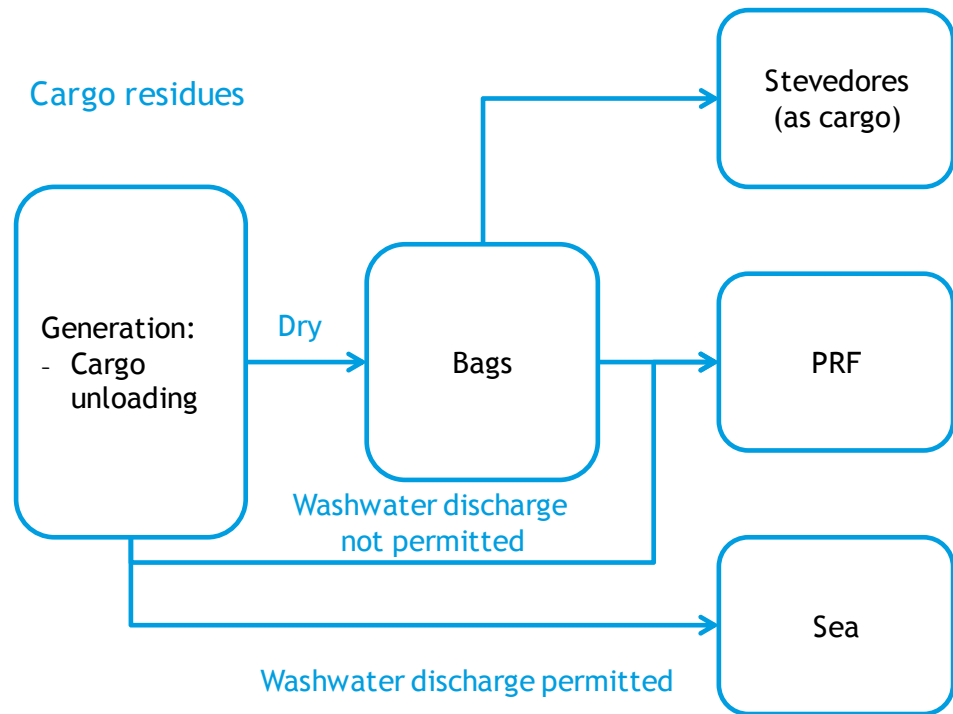 Cargo residues
Stevedores
(as cargo)
Generation:
- Cargo
unloading
Dry
Bags
PRF
Washwater discharge
not permitted
Sea
Washwater discharge permitted